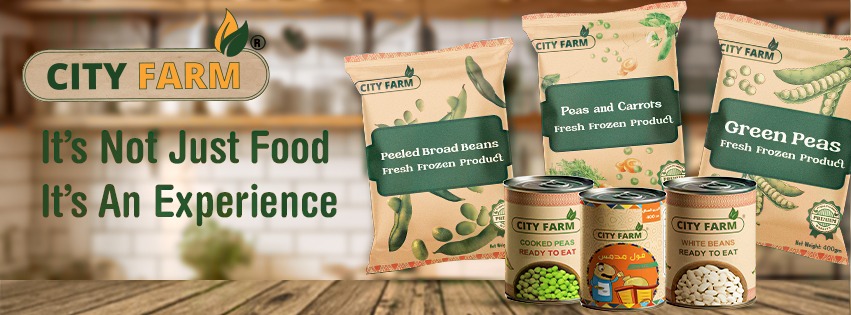 CITY FARM
®
It's Not Just Food
It's An Experience
CITY FARM
Peeled Broad Beans
Fresh Frozen Product
CITY FARM
Peas and Carrots
Fresh Frozen Product
CITY FARM
Green Peas
Fresh Frozen Product
PREMIUM
Net Weight: 400gm
CITY FARM
COOKED PEAS
READY TO EAT
CITY FARM
فول مدمس
CITY FARM
WHITE BEANS
READY TO EAT